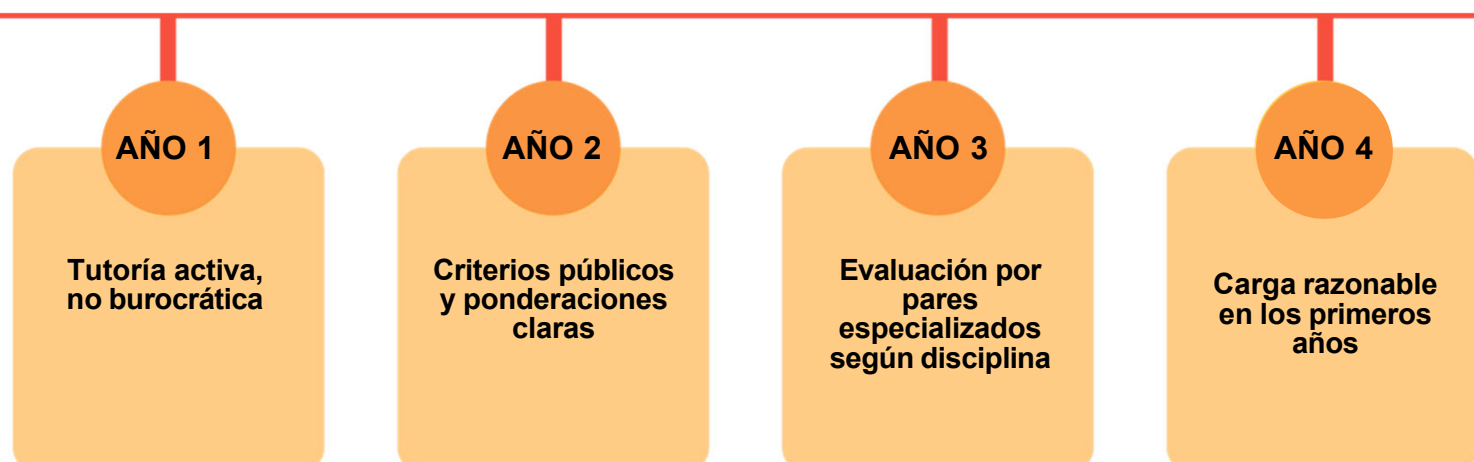 AÑO 1
Tutoría activa,
no burocrática
AÑO 2
Criterios públicos
y ponderaciones
claras
AÑO 3
Evaluación por
pares
especializados
según disciplina
AÑO 4
Carga razonable
en los primeros
años